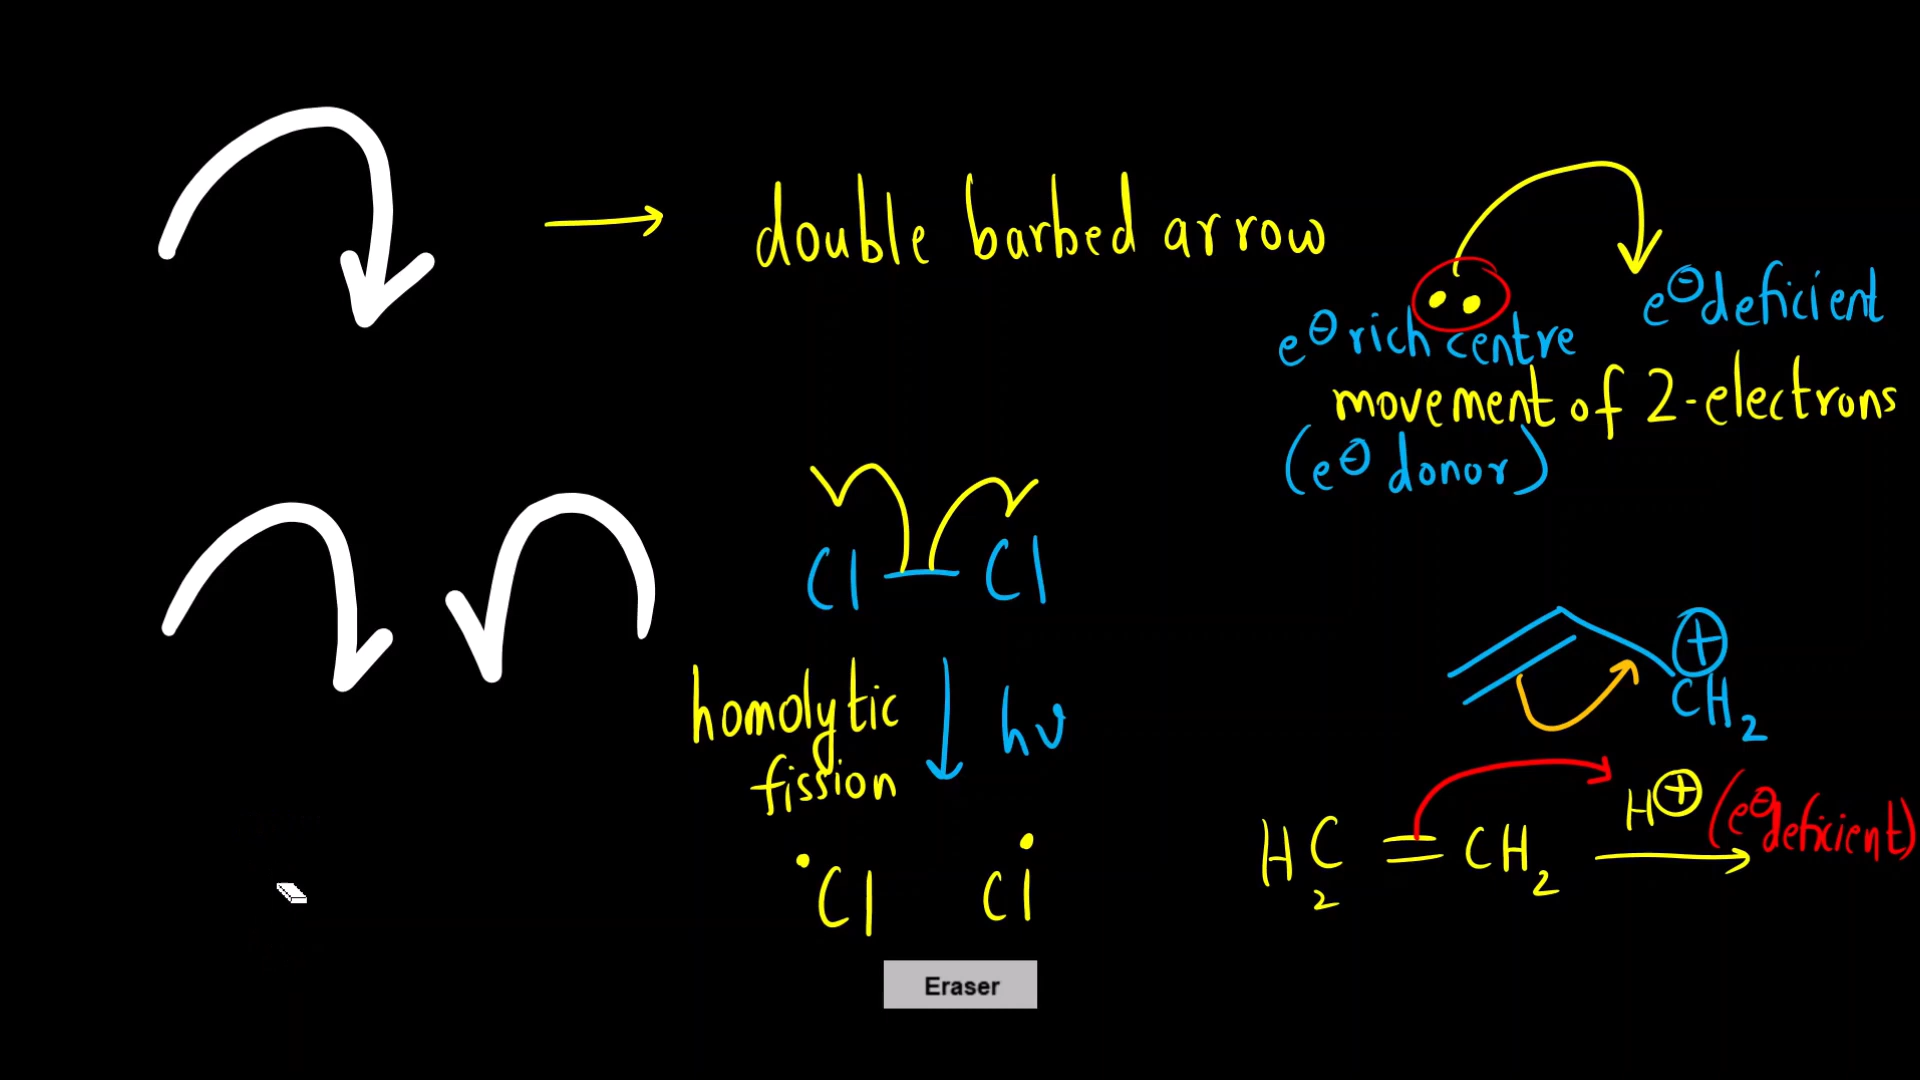 → double barbed arrow
e⊖ rich centre
e⊖ deficient
movement of 2-electrons
(e⊖ donor)
Cl — Cl
homolytic fission
↓ hν
•Cl Cl•
⊕
CH₂
H₂C = CH₂
H⊕ (e⊖ deficient)
→
Eraser